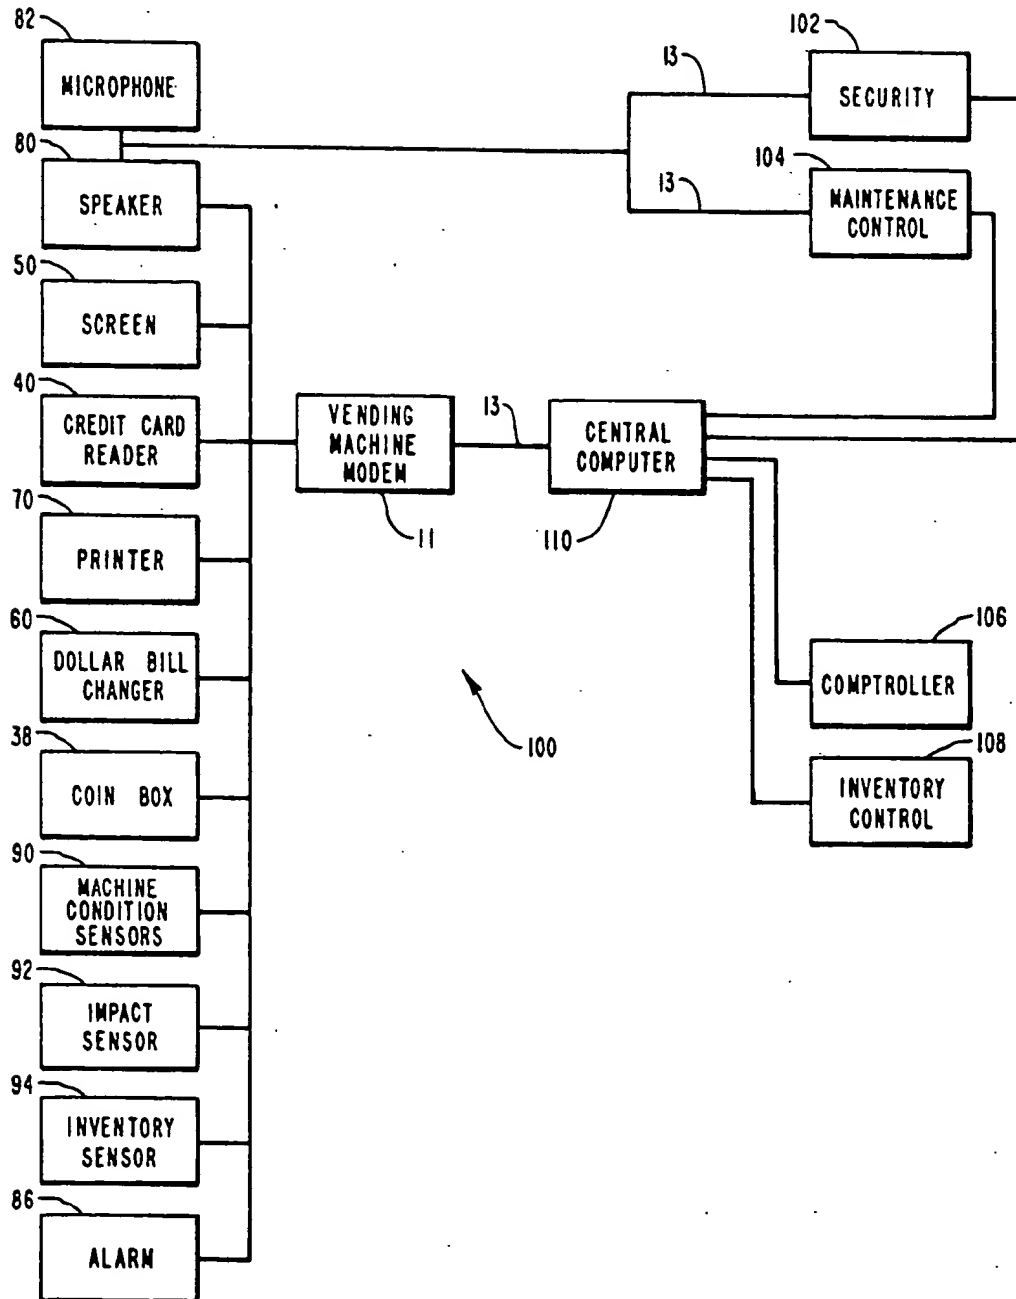 82
MICROPHONE
80
SPEAKER
50
SCREEN
40
CREDIT CARD
READER
70
PRINTER
60
DOLLAR BILL
CHANGER
38
COIN BOX
90
MACHINE
CONDITION
SENSORS
92
IMPACT
SENSOR
94
INVENTORY
SENSOR
86
ALARM
VENDING
MACHINE
MODEM
11
13
CENTRAL
COMPUTER
110
100
13
102
SECURITY
13
104
MAINTENANCE
CONTROL
106
COMPTROLLER
108
INVENTORY
CONTROL